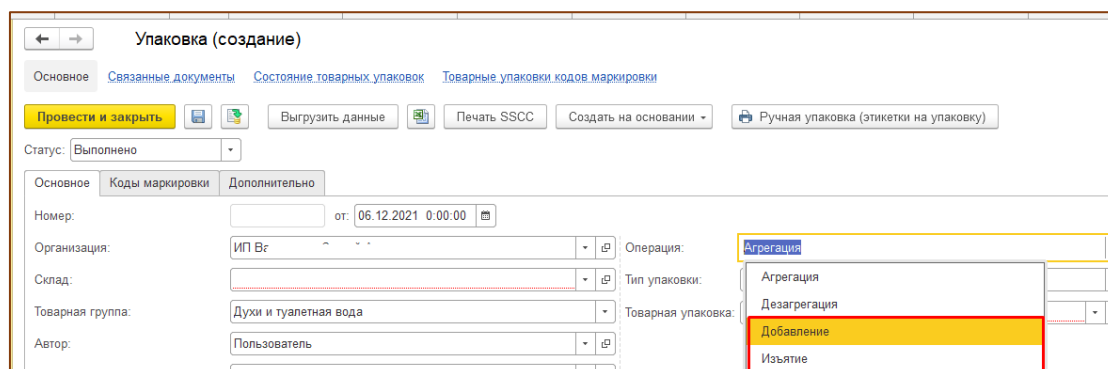 Упаковка (создание)
Основное Связанные документы Состояние товарных упаковок Товарные упаковки кодов маркировки
Провести и закрыть Выгрузить данные Печать SSCC Создать на основании Ручная упаковка (этикетки на упаковку)
Статус: Выполнено
Основное Коды маркировки Дополнительно
Номер: от: 06.12.2021 0:00:00
Организация: ИП Операция: Агрегация
Склад: Тип упаковки: Агрегация
Дезагрегация
Товарная группа: Духи и туалетная вода Товарная упаковка:
Добавление
Автор: Пользователь
Изъятие